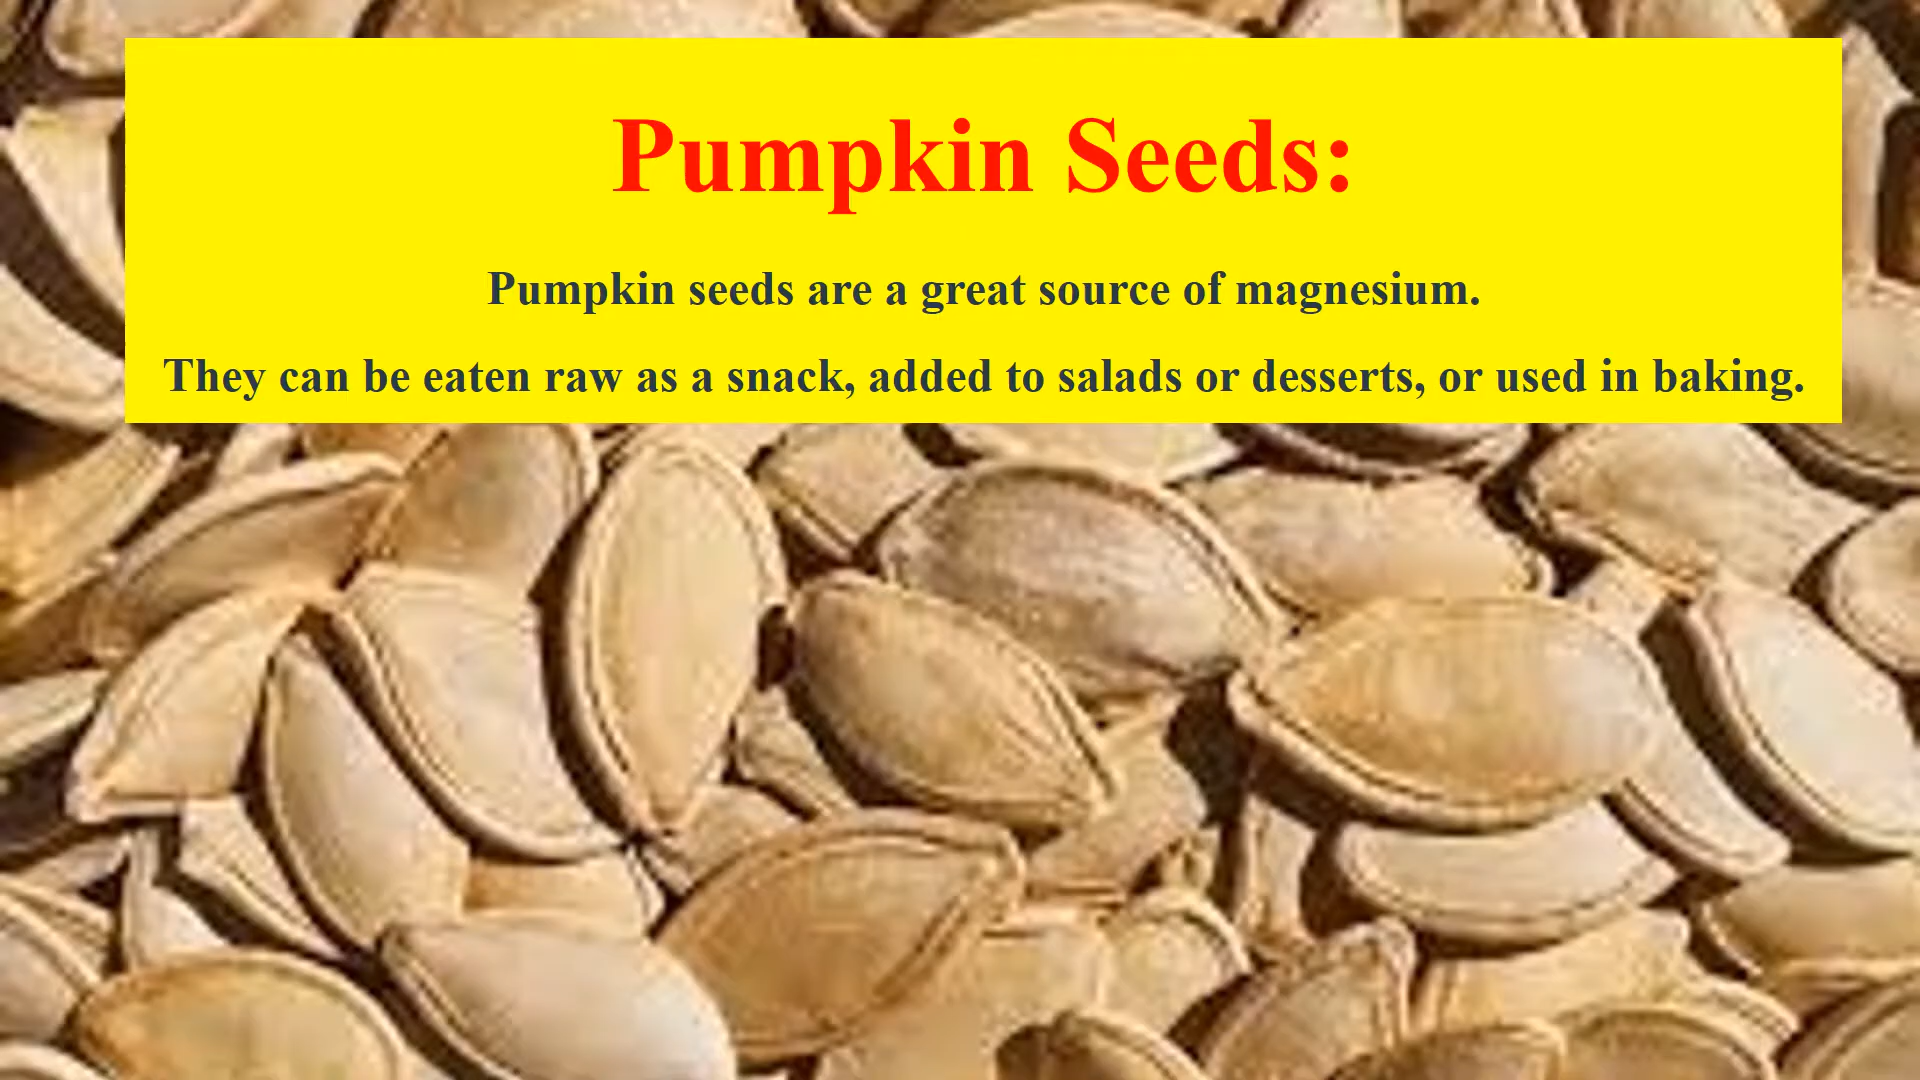 Pumpkin Seeds:
Pumpkin seeds are a great source of magnesium.
They can be eaten raw as a snack, added to salads or desserts, or used in baking.